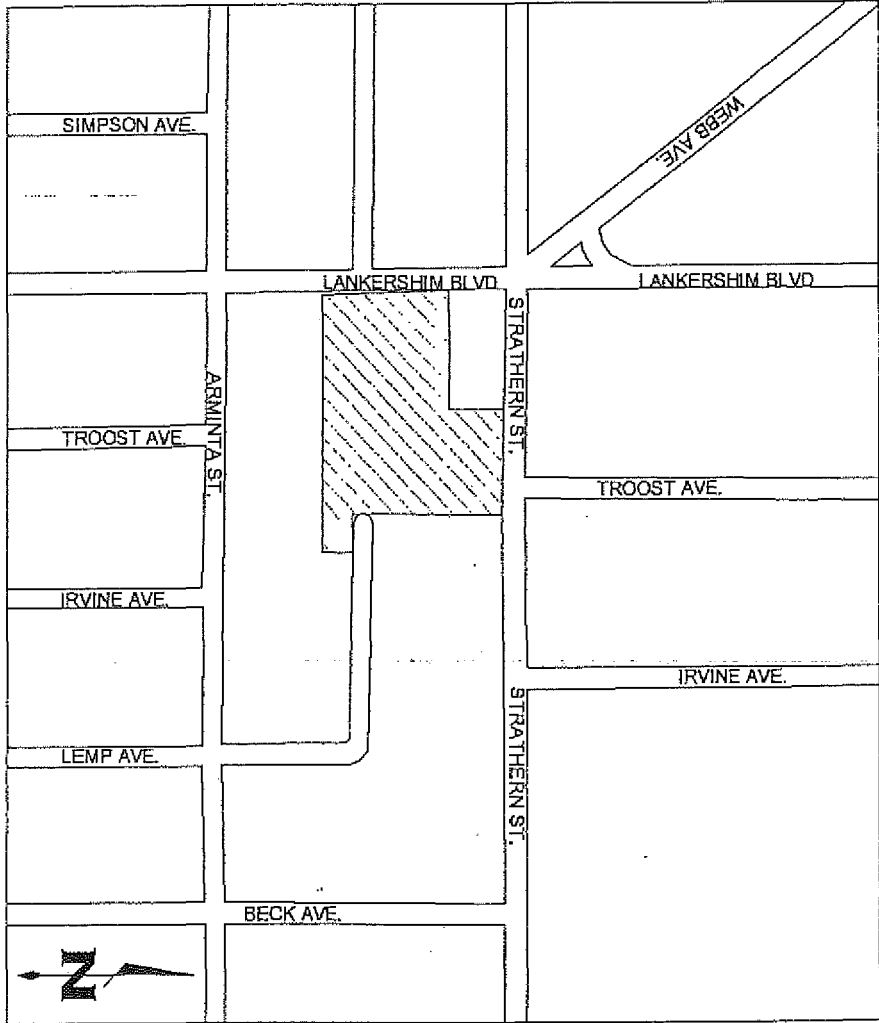 SIMPSON AVE.
WEBB AVE.
LANKERSHIM BLVD
LANKERSHIM BLVD
STRATHERN ST.
ARMINTA ST.
TROOST AVE.
TROOST AVE.
IRVINE AVE.
IRVINE AVE.
STRATHERN ST.
LEMP AVE.
BECK AVE.
N